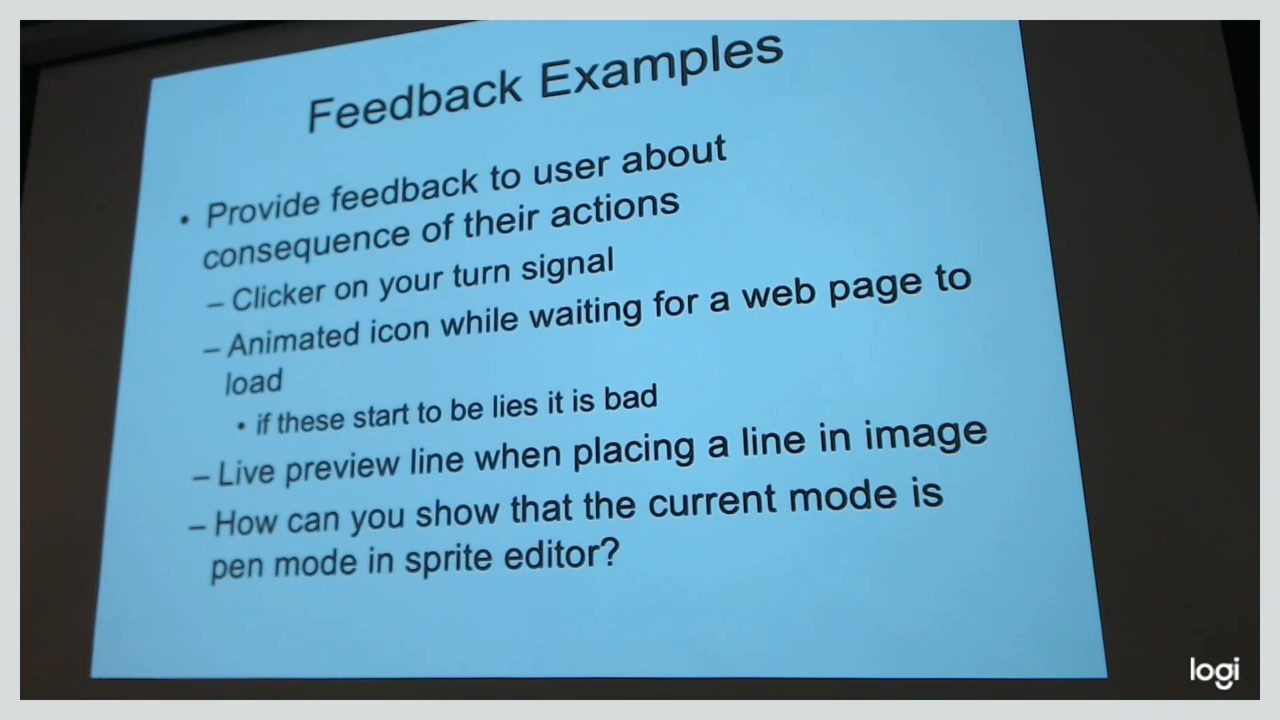 Feedback Examples
• Provide feedback to user about
consequence of their actions
– Clicker on your turn signal
– Animated icon while waiting for a web page to
load
• if these start to be lies it is bad
– Live preview line when placing a line in image
– How can you show that the current mode is
pen mode in sprite editor?
logi